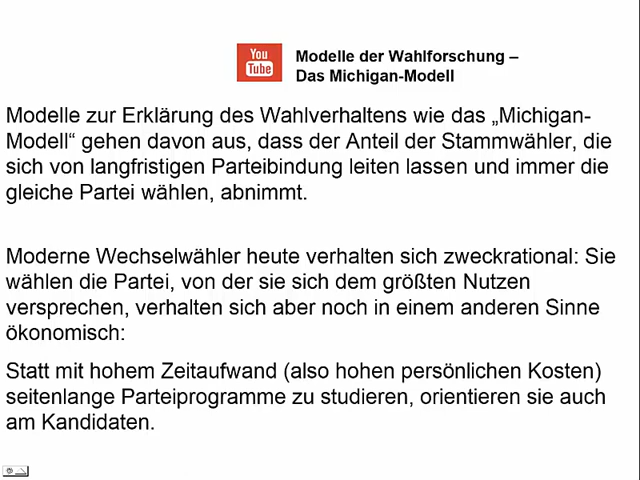 You
Tube
Modelle der Wahlforschung –
Das Michigan-Modell
Modelle zur Erklärung des Wahlverhaltens wie das „Michigan-
Modell“ gehen davon aus, dass der Anteil der Stammwähler, die
sich von langfristigen Parteibindung leiten lassen und immer die
gleiche Partei wählen, abnimmt.
Moderne Wechselwähler heute verhalten sich zweckrational: Sie
wählen die Partei, von der sie sich dem größten Nutzen
versprechen, verhalten sich aber noch in einem anderen Sinne
ökonomisch:
Statt mit hohem Zeitaufwand (also hohen persönlichen Kosten)
seitenlange Parteiprogramme zu studieren, orientieren sie auch
am Kandidaten.